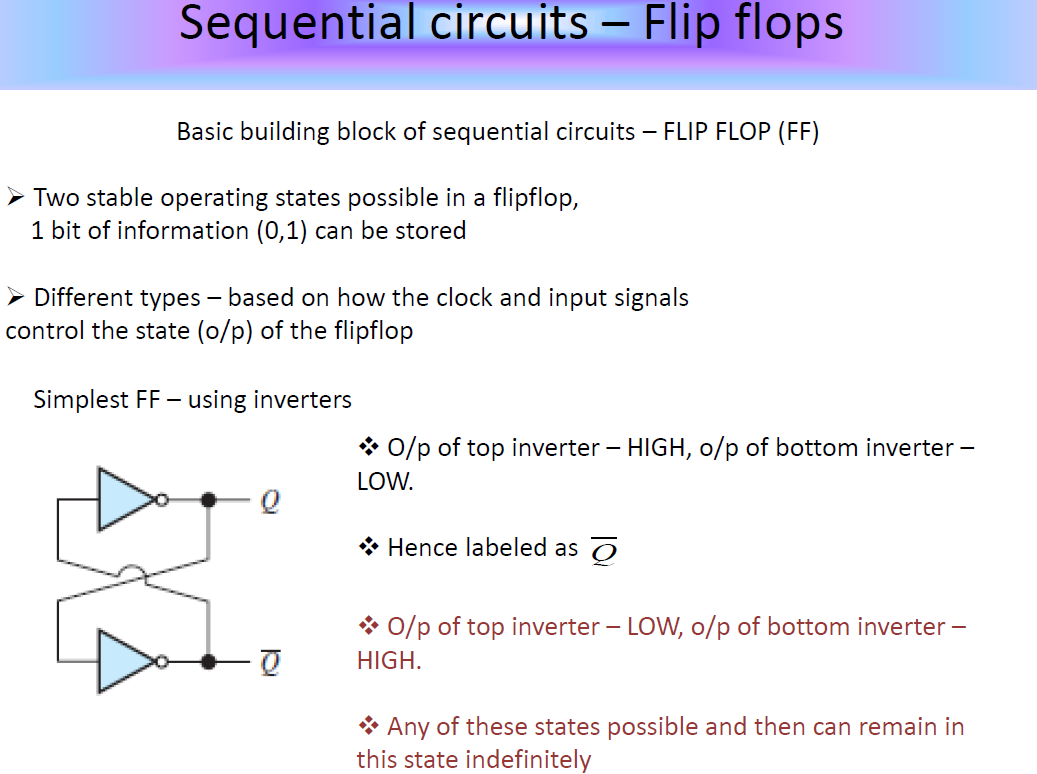 Sequential circuits – Flip flops
Basic building block of sequential circuits – FLIP FLOP (FF)
➢ Two stable operating states possible in a flipflop,
1 bit of information (0,1) can be stored
➢ Different types – based on how the clock and input signals
control the state (o/p) of the flipflop
Simplest FF – using inverters
❖ O/p of top inverter – HIGH, o/p of bottom inverter –
LOW.
❖ Hence labeled as Q̅
❖ O/p of top inverter – LOW, o/p of bottom inverter –
HIGH.
❖ Any of these states possible and then can remain in
this state indefinitely
Q
Q̅